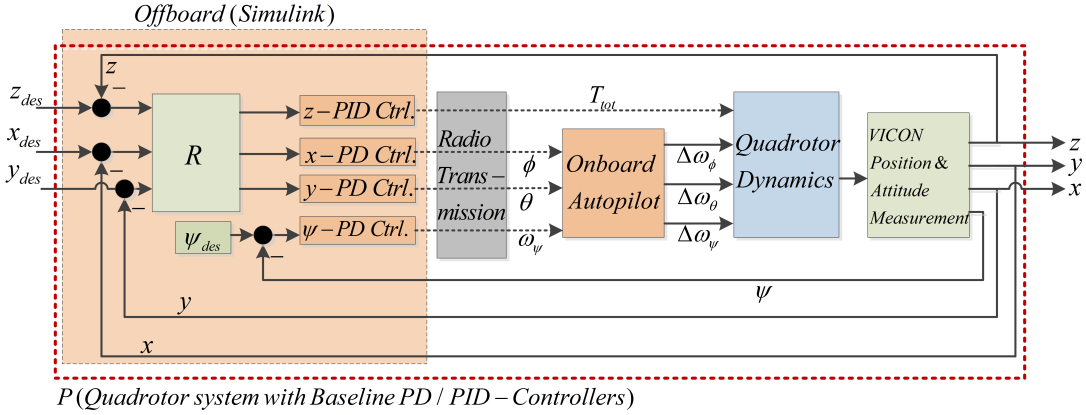 Offboard (Simulink)
z
−
z_des
x_des
−
y_des
−
R
z − PID Ctrl.
x − PD Ctrl.
y − PD Ctrl.
ψ_des
−
ψ − PD Ctrl.
Radio
Trans −
mission
T_tot
ϕ
θ
ω_ψ
Onboard
Autopilot
Δω_ϕ
Δω_θ
Δω_ψ
Quadrotor
Dynamics
VICON
Position &
Attitude
Measurement
z
y
x
ψ
y
x
P (Quadrotor system with Baseline PD / PID − Controllers)